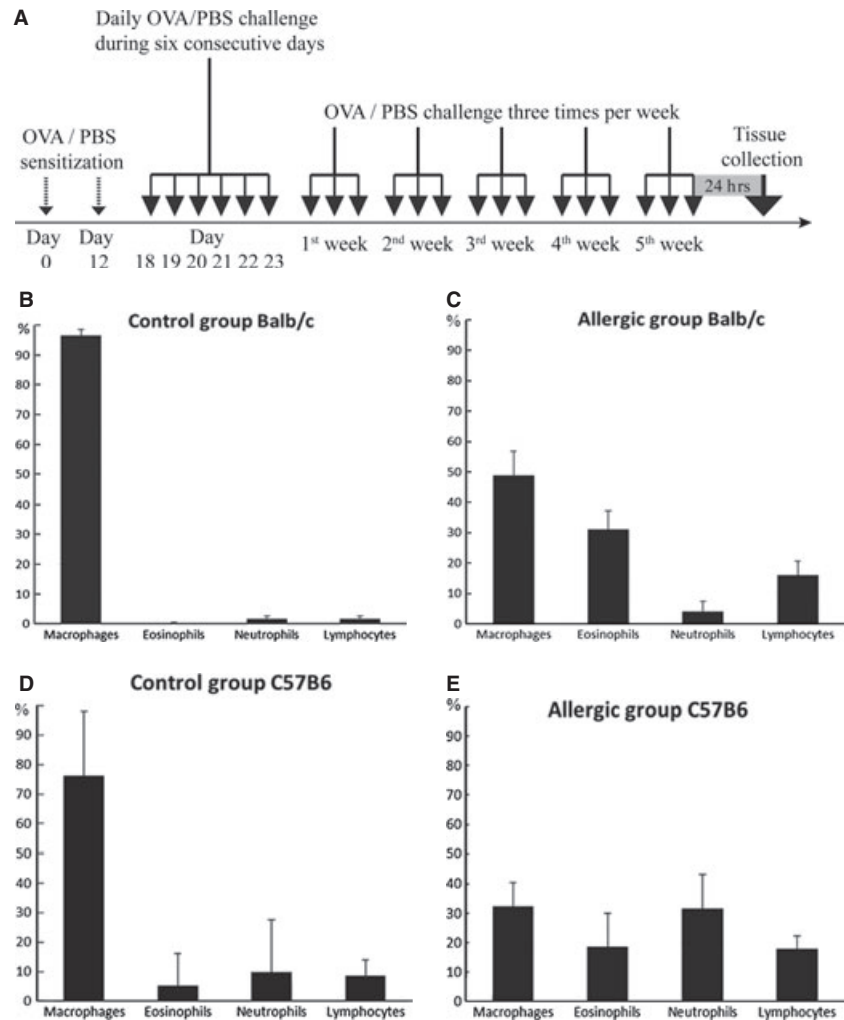 A
Daily OVA/PBS challenge
during six consecutive days
OVA / PBS
sensitization
OVA / PBS challenge three times per week
Tissue
collection
24 hrs
Day
0
Day
12
Day
18 19 20 21 22 23
1st week
2nd week
3rd week
4th week
5th week
B
Control group Balb/c
%
90
80
70
60
50
40
30
20
10
0
Macrophages Eosinophils Neutrophils Lymphocytes
C
Allergic group Balb/c
%
90
80
70
60
50
40
30
20
10
0
Macrophages Eosinophils Neutrophils Lymphocytes
D
Control group C57B6
%
90
80
70
60
50
40
30
20
10
0
Macrophages Eosinophils Neutrophils Lymphocytes
E
Allergic group C57B6
%
90
80
70
60
50
40
30
20
10
0
Macrophages Eosinophils Neutrophils Lymphocytes